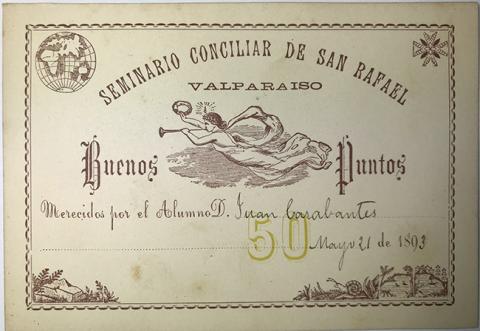 SEMINARIO CONCILIAR DE SAN RAFAEL
VALPARAISO
Buenos Puntos
Merecidos por el Alumno D. Juan Carabantes
50
Mayo 21 de 1893